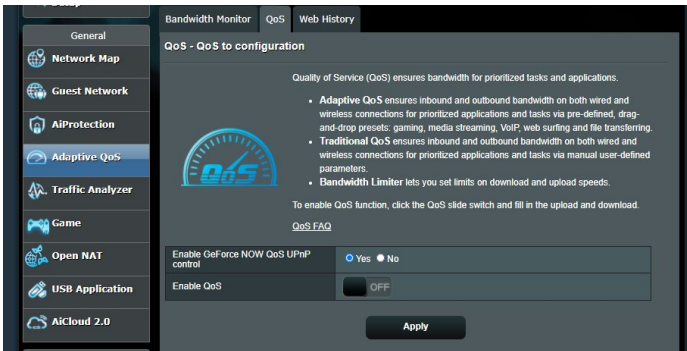 Bandwidth Monitor QoS Web History
General
QoS - QoS to configuration
Network Map
Quality of Service (QoS) ensures bandwidth for prioritized tasks and applications.
Guest Network
Adaptive QoS ensures inbound and outbound bandwidth on both wired and
wireless connections for prioritized applications and tasks via pre-defined, drag-
and-drop presets: gaming, media streaming, VoIP, web surfing and file transferring.
AiProtection
Traditional QoS ensures inbound and outbound bandwidth on both wired and
wireless connections for prioritized applications and tasks via manual user-defined
parameters.
Adaptive QoS
QoS
Bandwidth Limiter lets you set limits on download and upload speeds.
Traffic Analyzer
To enable QoS function, click the QoS slide switch and fill in the upload and download.
Game
QoS FAQ
Open NAT
Enable GeForce NOW QoS UPnP
control
Yes No
USB Application
Enable QoS
OFF
AiCloud 2.0
Apply